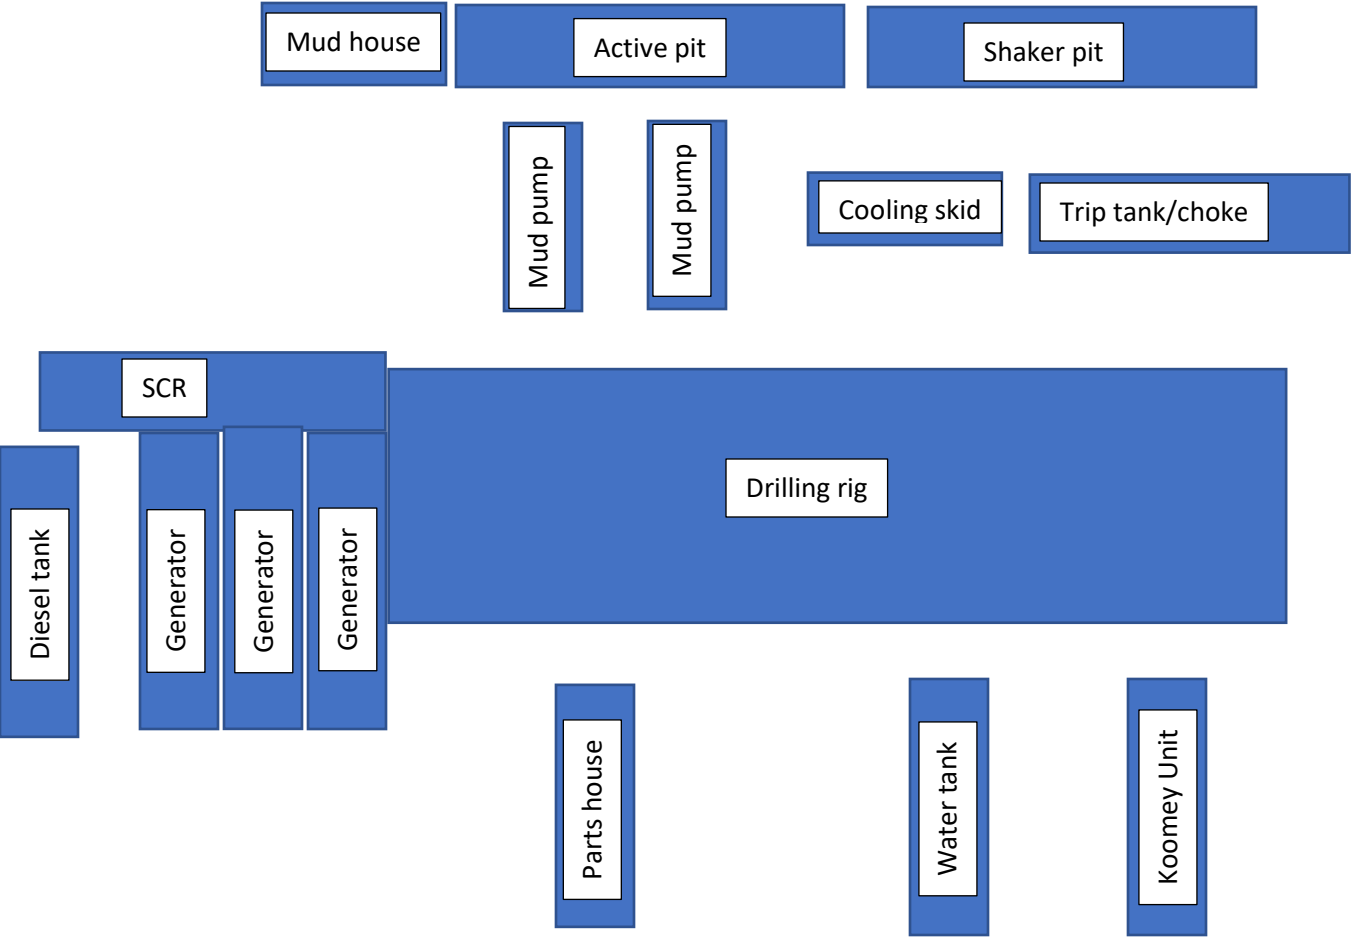 Mud house
Active pit
Shaker pit
Mud pump
Mud pump
Cooling skid
Trip tank/choke
SCR
Drilling rig
Diesel tank
Generator
Generator
Generator
Parts house
Water tank
Koomey Unit